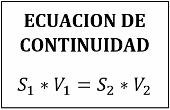 ECUACION DE
CONTINUIDAD
S₁ * V₁ = S₂ * V₂